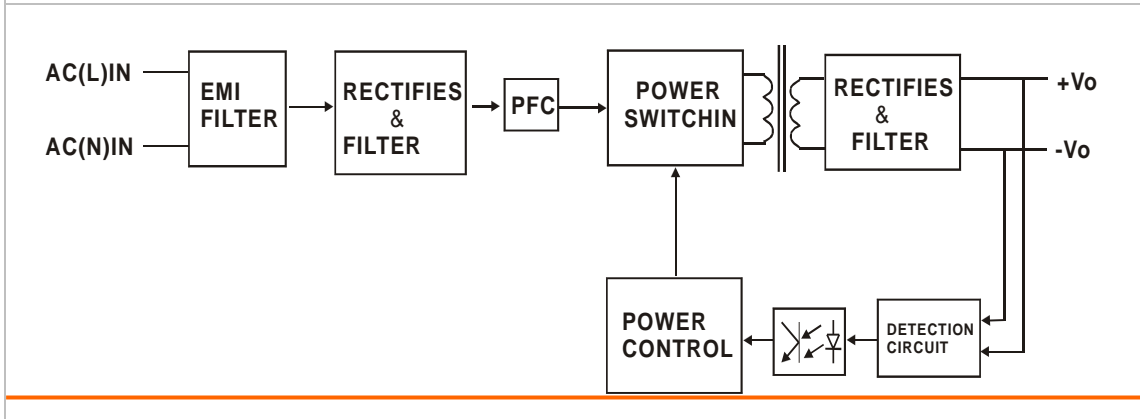 AC(L)IN
AC(N)IN
EMI
FILTER
RECTIFIES
&
FILTER
PFC
POWER
SWITCHIN
RECTIFIES
&
FILTER
+Vo
-Vo
POWER
CONTROL
DETECTION
CIRCUIT